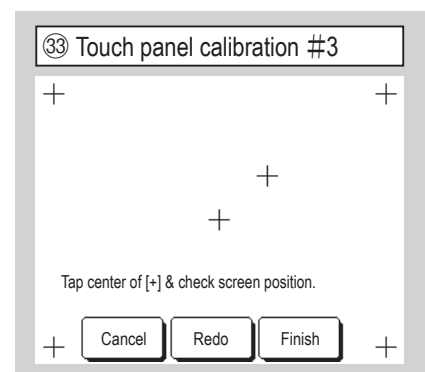 ㉝ Touch panel calibration #3
Tap center of [+] & check screen position.
Cancel Redo Finish